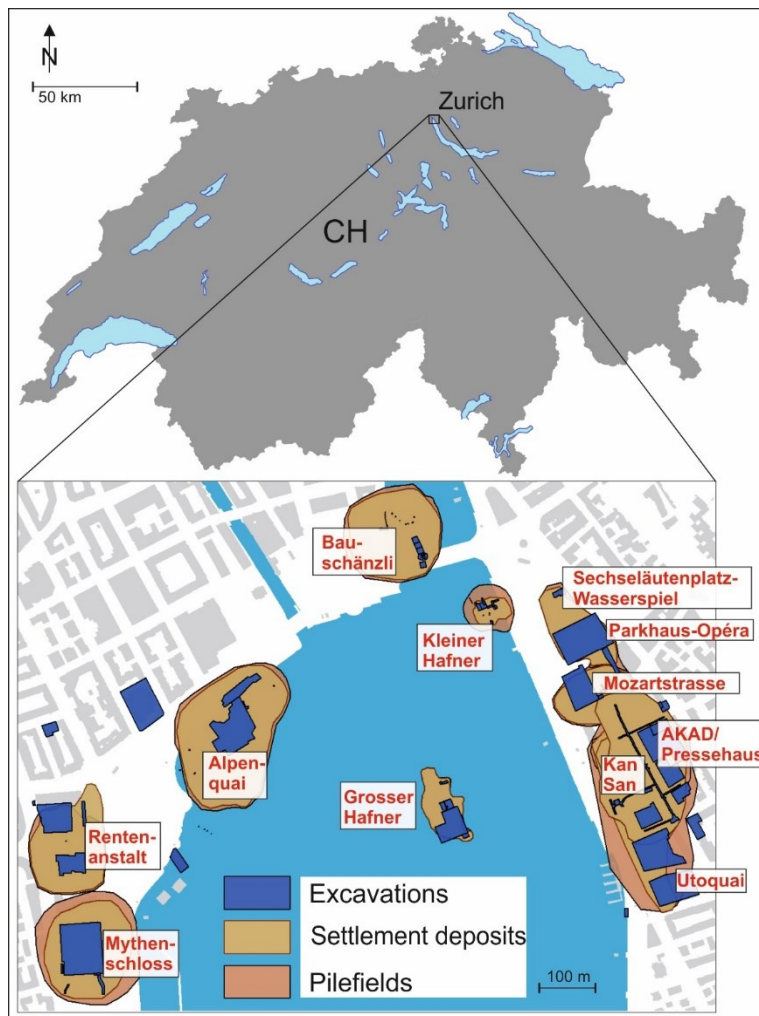 N
50 km
Zurich
CH
Bau-
schänzli
Kleiner
Hafner
Sechseläutenplatz-
Wasserspiel
Parkhaus-Opéra
Mozartstrasse
AKAD/
Pressehaus
Kan
San
Utoquai
Alpen-
quai
Grosser
Hafner
Renten-
anstalt
Mythen-
schloss
Excavations
Settlement deposits
Pilefields
100 m